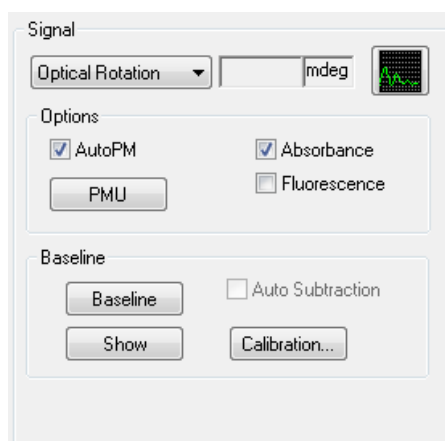 Signal
Optical Rotation mdeg
Options
AutoPM Absorbance
PMU Fluorescence
Baseline
Baseline Auto Subtraction
Show Calibration...